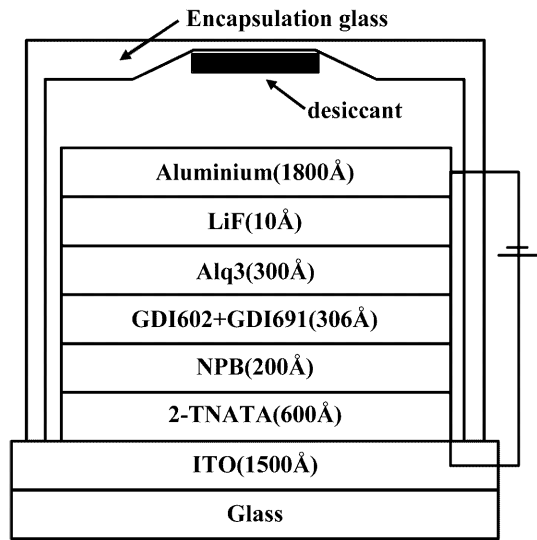 Encapsulation glass
desiccant
Aluminium(1800Å)
LiF(10Å)
Alq3(300Å)
GDI602+GDI691(306Å)
NPB(200Å)
2-TNATA(600Å)
ITO(1500Å)
Glass